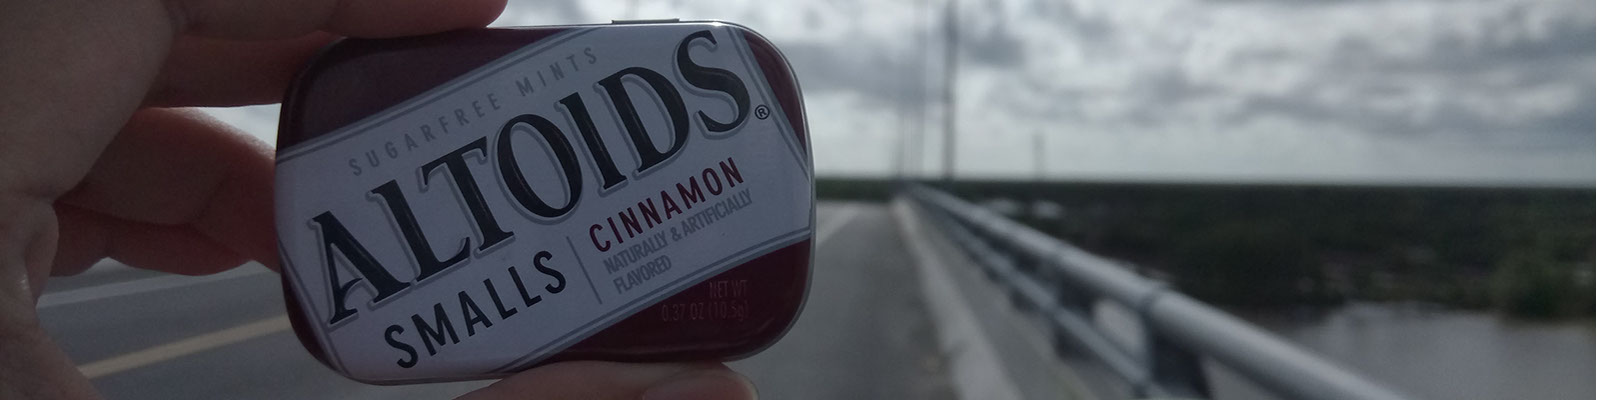 SUGARFREE MINTS
ALTOIDS®
SMALLS
CINNAMON
NATURALLY & ARTIFICIALLY
FLAVORED
NET WT
0.37 OZ (10.5g)